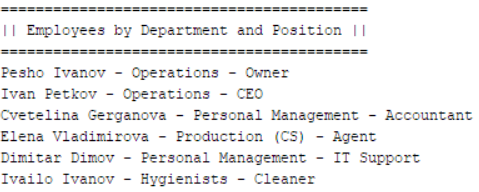 ==========================================
|| Employees by Department and Position ||
==========================================
Pesho Ivanov - Operations - Owner
Ivan Petkov - Operations - CEO
Cvetelina Gerganova - Personal Management - Accountant
Elena Vladimirova - Production (CS) - Agent
Dimitar Dimov - Personal Management - IT Support
Ivailo Ivanov - Hygienists - Cleaner